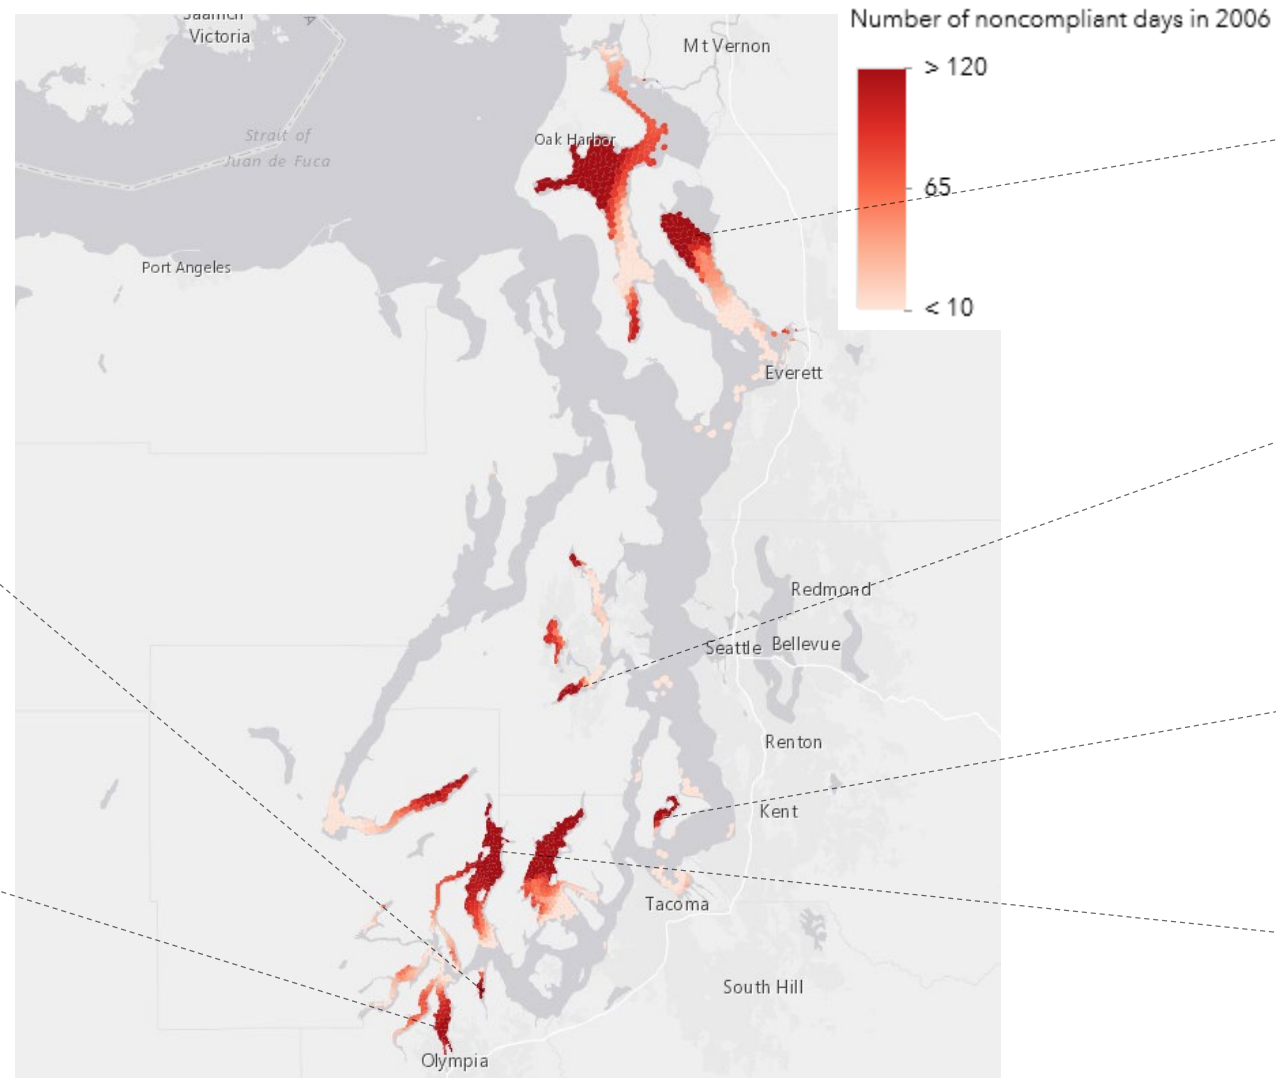 Number of noncompliant days in 2006
> 120
65
< 10
Saanich
Victoria
Mt Vernon
Strait of
Juan de Fuca
Oak Harbor
Port Angeles
Everett
Redmond
Seattle
Bellevue
Renton
Kent
Tacoma
South Hill
Olympia